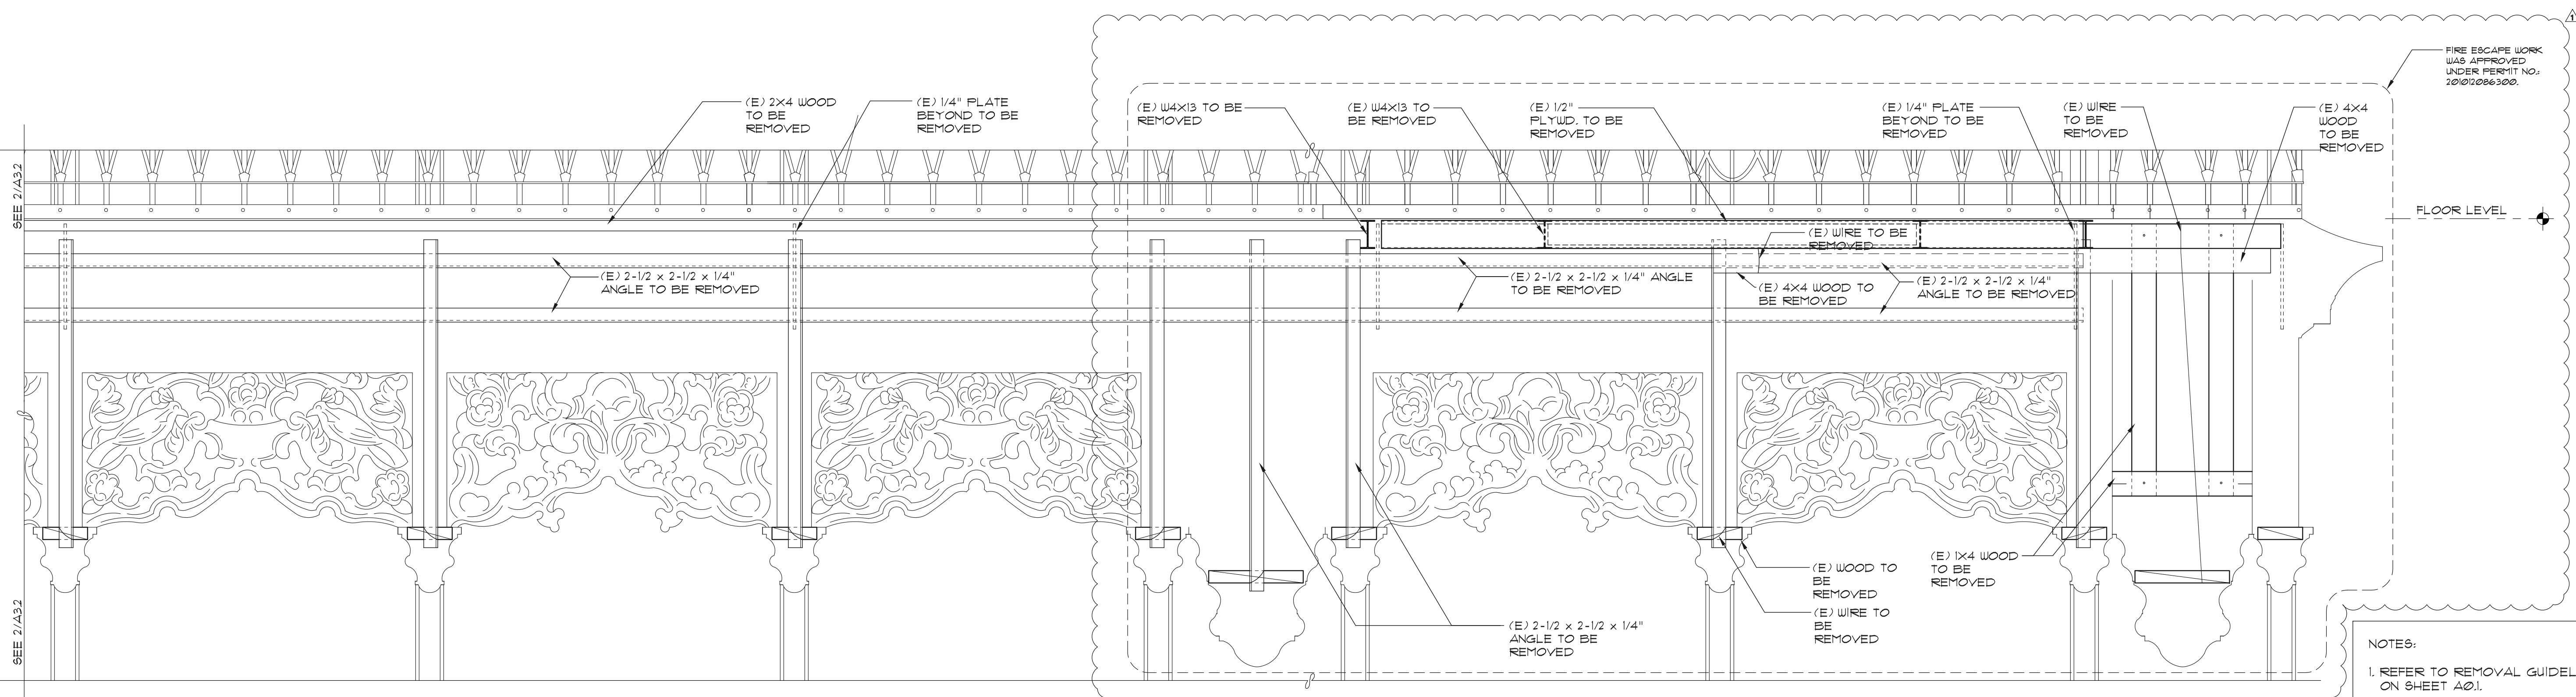 1
FIRE ESCAPE WORK
WAS APPROVED
UNDER PERMIT NO.:
201012086300.
(E) 2X4 WOOD
TO BE
REMOVED
(E) 1/4" PLATE
BEYOND TO BE
REMOVED
(E) W4X13 TO BE
REMOVED
(E) W4X13 TO
BE REMOVED
(E) 1/2"
PLYWD. TO BE
REMOVED
(E) 1/4" PLATE
BEYOND TO BE
REMOVED
(E) WIRE
TO BE
REMOVED
(E) 4X4
WOOD
TO BE
REMOVED
SEE 2/A3.2
FLOOR LEVEL
(E) WIRE TO BE
REMOVED
(E) 2-1/2 x 2-1/2 x 1/4"
ANGLE TO BE REMOVED
(E) 2-1/2 x 2-1/2 x 1/4" ANGLE
TO BE REMOVED
(E) 4X4 WOOD TO
BE REMOVED
(E) 2-1/2 x 2-1/2 x 1/4"
ANGLE TO BE REMOVED
SEE 2/A3.2
(E) 2-1/2 x 2-1/2 x 1/4"
ANGLE TO BE
REMOVED
(E) WOOD TO
BE
REMOVED
(E) WIRE TO
BE
REMOVED
(E) 1X4 WOOD
TO BE
REMOVED
NOTES:
1. REFER TO REMOVAL GUIDEL
ON SHEET A0.1.